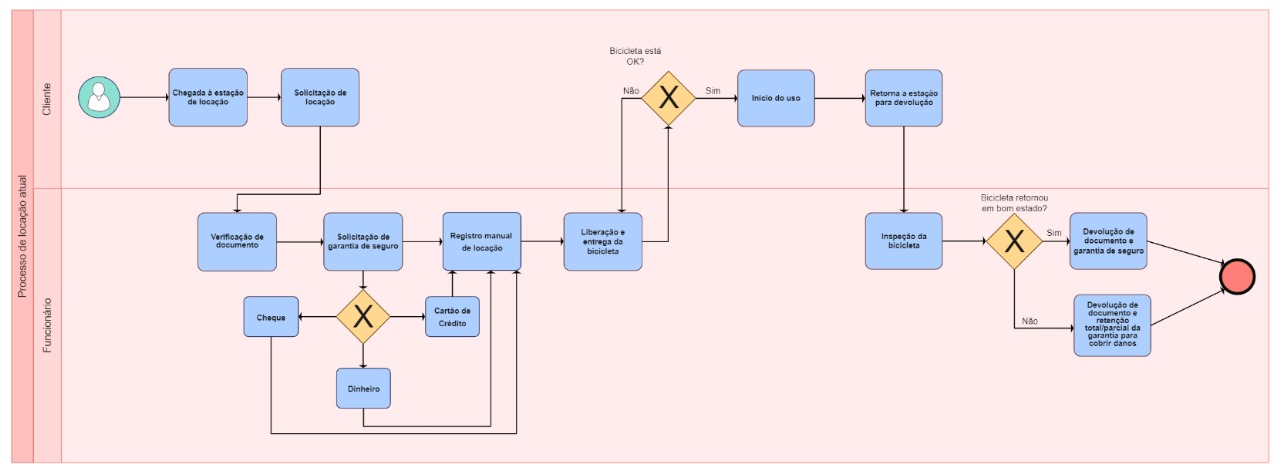 Processo de locação atual
Cliente
Chegada à estação
de locação
Solicitação de
locação
Bicicleta está
OK?
Não
X
Sim
Início do uso
Retorna a estação
para devolução
Funcionário
Verificação de
documento
Solicitação de
garantia de seguro
Registro manual
de locação
Liberação e
entrega da
bicicleta
Cheque
X
Cartão de
Crédito
Dinheiro
Inspeção da
bicicleta
Bicicleta retornou
em bom estado?
X
Sim
Devolução de
documento e
garantia de seguro
Não
Devolução de
documento e
retenção
total/parcial da
garantia para
cobrir danos